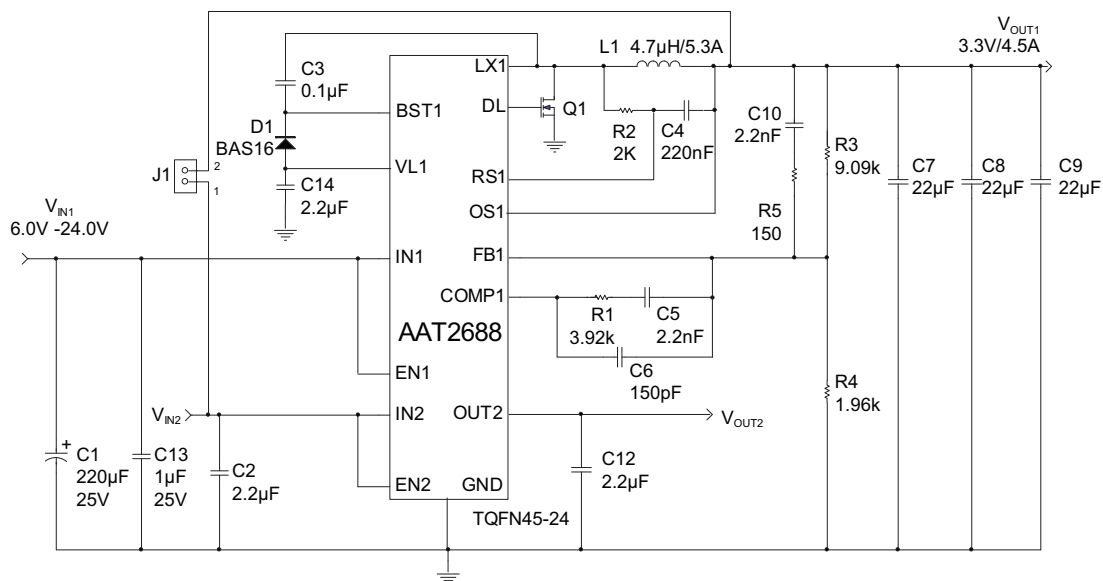 VOUT1
3.3V/4.5A
L1 4.7µH/5.3A
LX1
C3
0.1µF
DL
Q1
C10
2.2nF
BST1
R2
2K
C4
220nF
R3
9.09k
D1
BAS16
2
J1
1
VL1
C14
2.2µF
RS1
C7
22µF
C8
22µF
C9
22µF
VIN1
6.0V -24.0V
OS1
R5
150
IN1
FB1
COMP1
R1
3.92k
C5
2.2nF
AAT2688
C6
150pF
EN1
R4
1.96k
VIN2
IN2
OUT2
VOUT2
+
C1
220µF
25V
C13
1µF
25V
C2
2.2µF
C12
2.2µF
EN2
GND
TQFN45-24